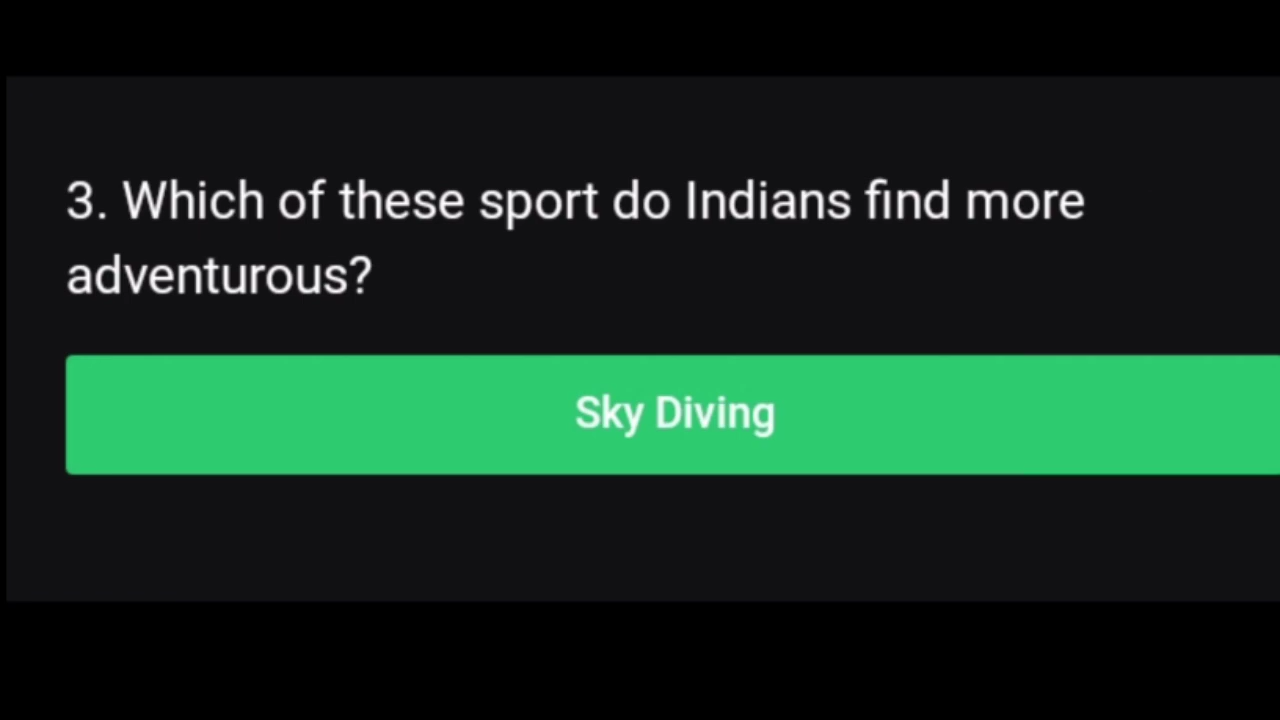 3. Which of these sport do Indians find more
adventurous?
Sky Diving